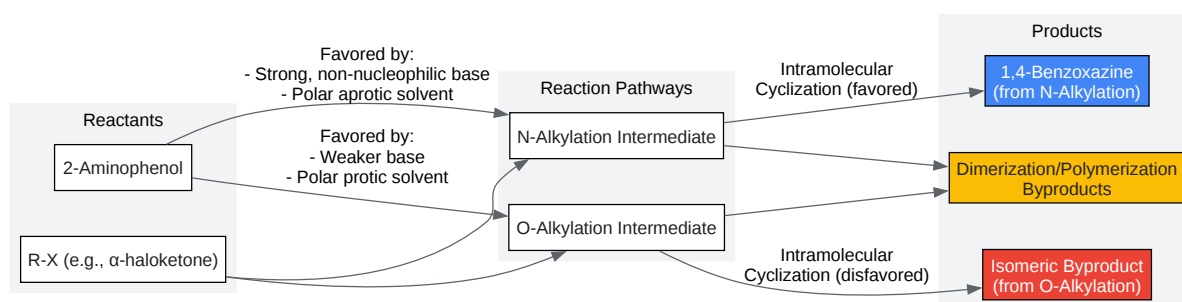 Products
Favored by:
- Strong, non-nucleophilic base
- Polar aprotic solvent
Intramolecular
Cyclization (favored)
1,4-Benzoxazine
(from N-Alkylation)
Reaction Pathways
Reactants
N-Alkylation Intermediate
Favored by:
- Weaker base
- Polar protic solvent
2-Aminophenol
Dimerization/Polymerization
Byproducts
O-Alkylation Intermediate
R-X (e.g., α-haloketone)
Intramolecular
Cyclization (disfavored)
Isomeric Byproduct
(from O-Alkylation)